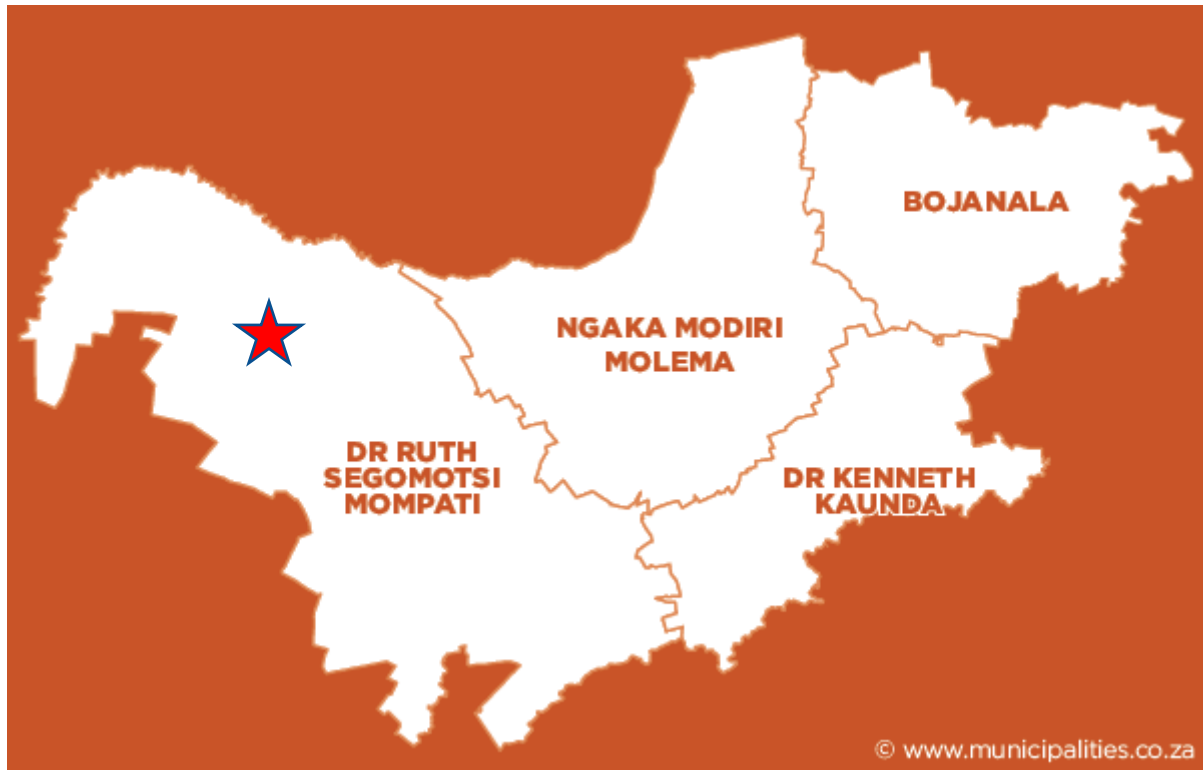 BOJANALA
NGAKA MODIRI
MOLEMA
DR RUTH
SEGOMOTSI
MOMPATI
DR KENNETH
KAUNDA
© www.municipalities.co.za